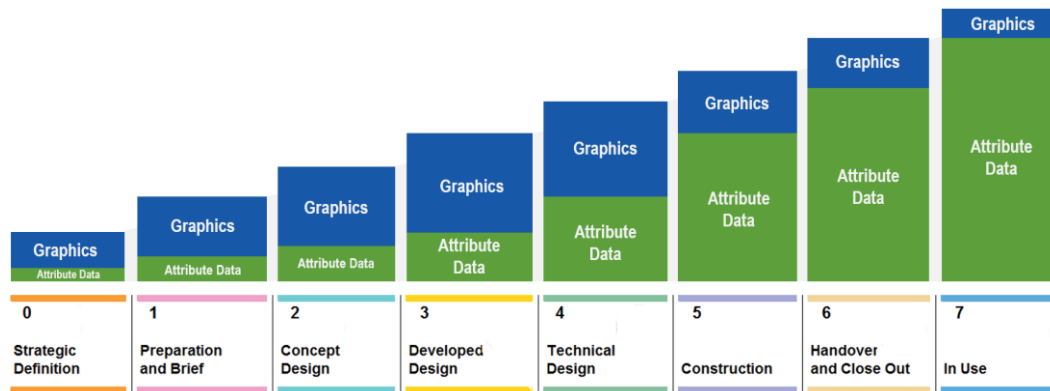 Graphics
Attribute Data
Graphics
Attribute Data
Graphics
Attribute Data
Graphics
Attribute
Data
Graphics
Attribute
Data
Graphics
Attribute
Data
Graphics
Attribute
Data
Graphics
Attribute
Data
0
Strategic
Definition
1
Preparation
and Brief
2
Concept
Design
3
Developed
Design
4
Technical
Design
5
Construction
6
Handover
and Close Out
7
In Use